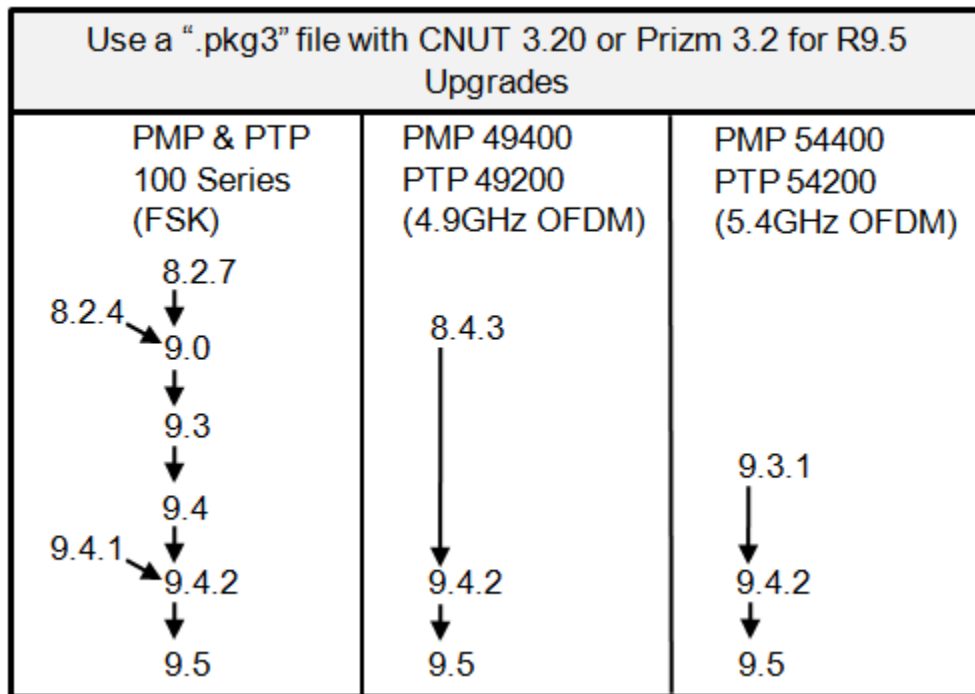 Use a “.pkg3” file with CNUT 3.20 or Prizm 3.2 for R9.5
Upgrades
PMP & PTP
100 Series
(FSK)
8.2.7
8.2.4
9.0
9.3
9.4
9.4.1
9.4.2
9.5
PMP 49400
PTP 49200
(4.9GHz OFDM)
8.4.3
9.4.2
9.5
PMP 54400
PTP 54200
(5.4GHz OFDM)
9.3.1
9.4.2
9.5